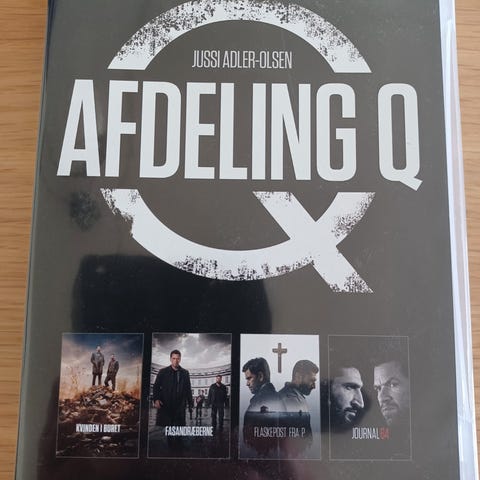 JUSSI ADLER-OLSEN
AFDELING Q
KVINDEN I BURET
FASANDRÆBERNE
FLASKEPOST FRA P
JOURNAL 64